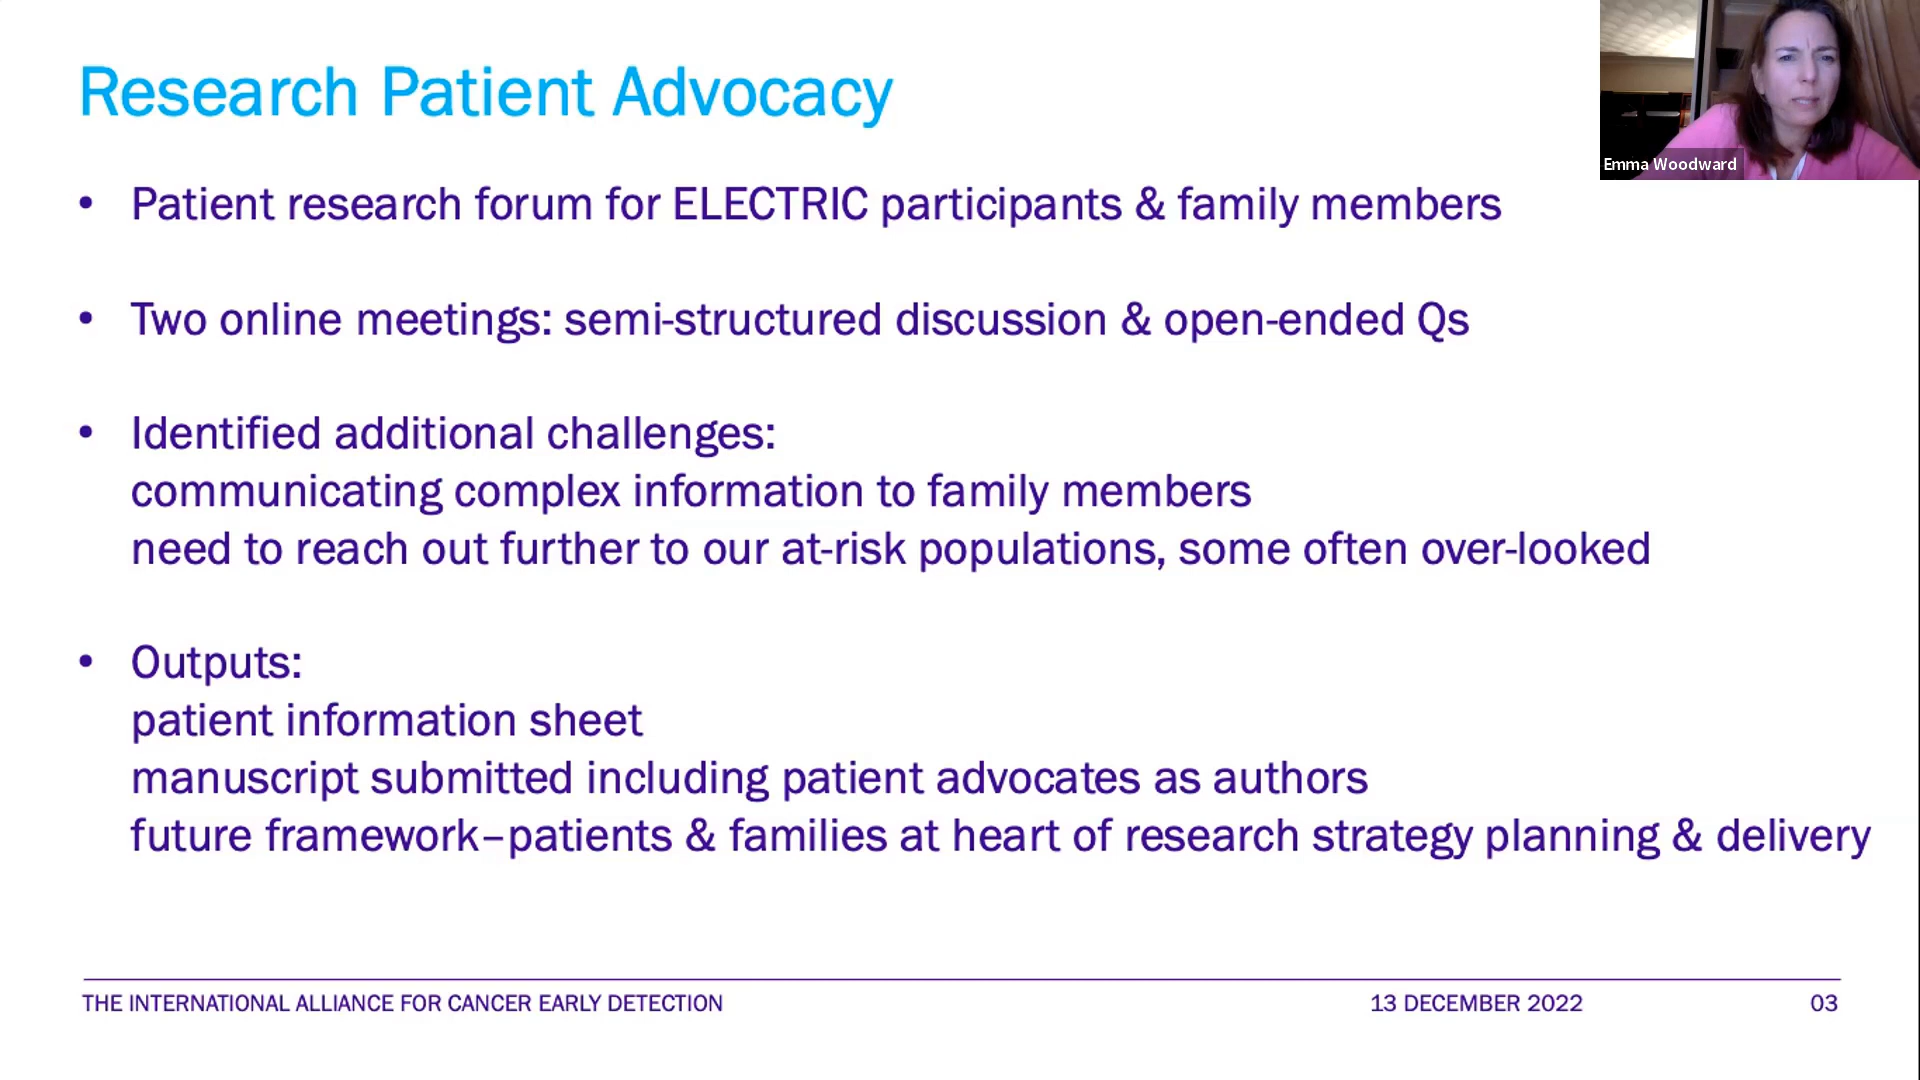 Research Patient Advocacy
Emma Woodward
• Patient research forum for ELECTRIC participants & family members
• Two online meetings: semi-structured discussion & open-ended Qs
• Identified additional challenges:
communicating complex information to family members
need to reach out further to our at-risk populations, some often over-looked
• Outputs:
patient information sheet
manuscript submitted including patient advocates as authors
future framework–patients & families at heart of research strategy planning & delivery
THE INTERNATIONAL ALLIANCE FOR CANCER EARLY DETECTION 13 DECEMBER 2022 03